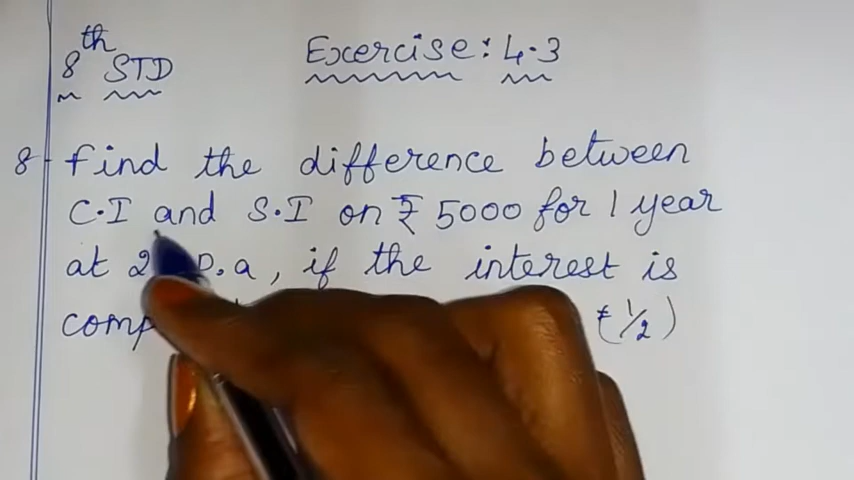 8th STD
Exercise: 4.3
8- find the difference between
C.I and S.I on ₹ 5000 for 1 year
at 2 p.a, if the interest is
comp (1/2)